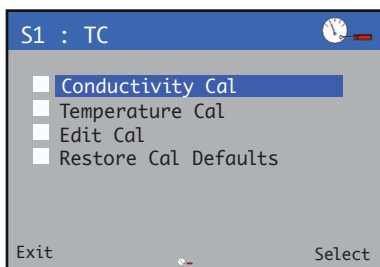 S1 : TC
Conductivity Cal
Temperature Cal
Edit Cal
Restore Cal Defaults
Exit Select